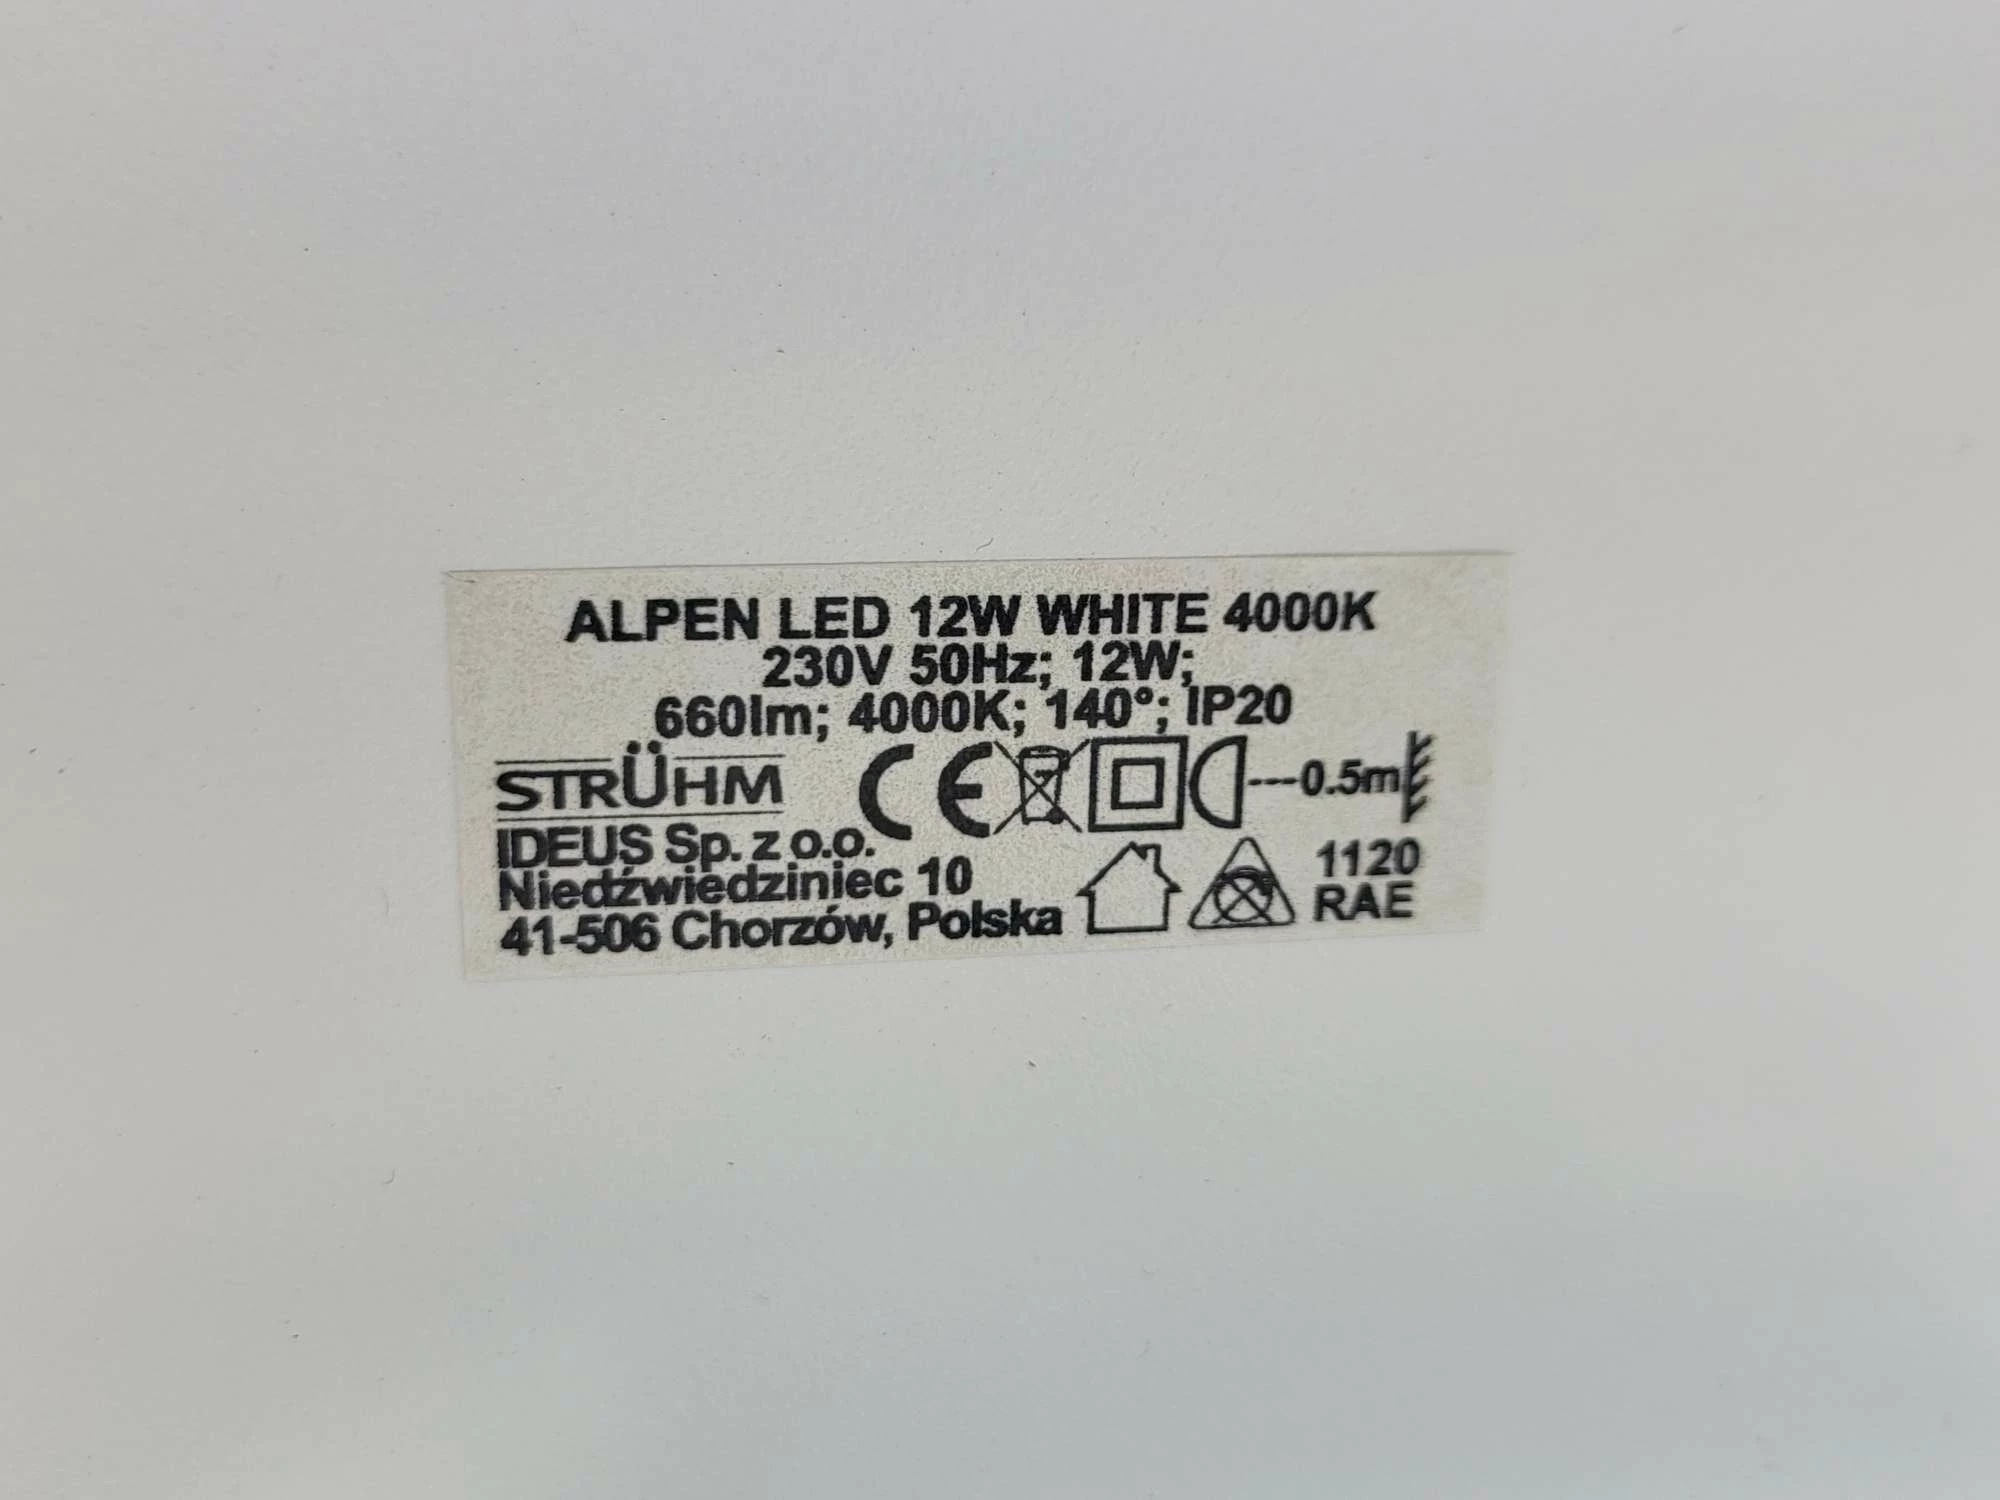 ALPEN LED 12W WHITE 4000K
230V 50Hz; 12W;
660lm; 4000K; 140°; IP20
STRÜHM CE ---0.5m
IDEUS Sp. z o.o.
Niedźwiedziniec 10
41-506 Chorzów, Polska
1120
RAE